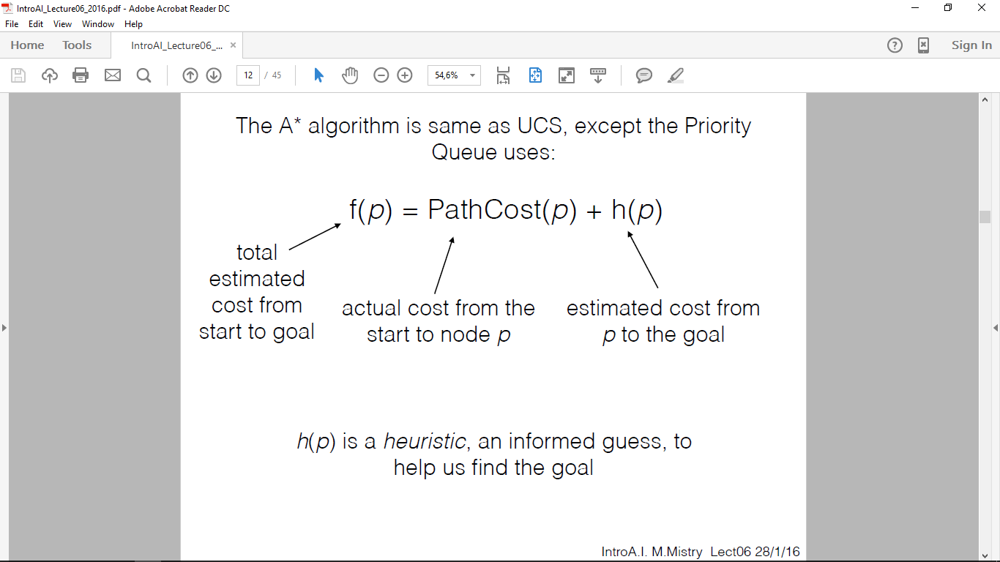 IntroAI_Lecture06_2016.pdf - Adobe Acrobat Reader DC
File Edit View Window Help
Home Tools IntroAI_Lecture06_... × ? Sign In
12 / 45 54,6%
The A* algorithm is same as UCS, except the Priority
Queue uses:
f(p) = PathCost(p) + h(p)
total
estimated
cost from
start to goal
actual cost from the
start to node p
estimated cost from
p to the goal
h(p) is a heuristic, an informed guess, to
help us find the goal
IntroA.I. M.Mistry Lect06 28/1/16